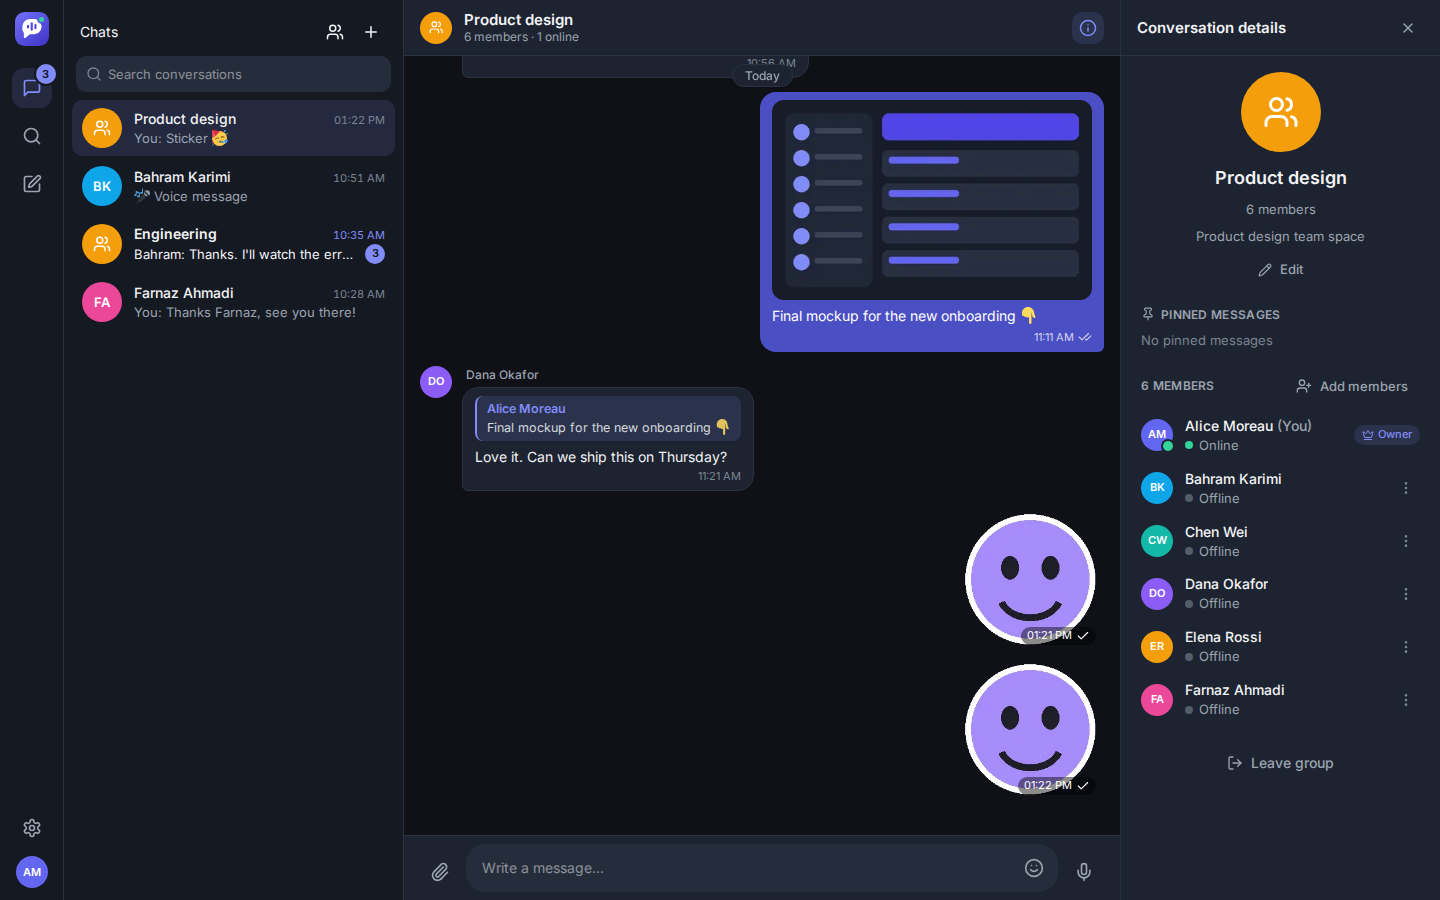 3
AM
Chats
Search conversations
Product design
01:22 PM
You: Sticker 🥳
BK
Bahram Karimi
10:51 AM
🎤 Voice message
Engineering
10:35 AM
Bahram: Thanks. I'll watch the err...
3
FA
Farnaz Ahmadi
10:28 AM
You: Thanks Farnaz, see you there!
Product design
6 members · 1 online
10:56 AM
Today
Final mockup for the new onboarding 👇
11:11 AM
DO
Dana Okafor
Alice Moreau
Final mockup for the new onboarding 👇
Love it. Can we ship this on Thursday?
11:21 AM
01:21 PM
01:22 PM
Write a message...
Conversation details
Product design
6 members
Product design team space
Edit
PINNED MESSAGES
No pinned messages
6 MEMBERS
Add members
AM
Alice Moreau (You)
Online
Owner
BK
Bahram Karimi
Offline
CW
Chen Wei
Offline
DO
Dana Okafor
Offline
ER
Elena Rossi
Offline
FA
Farnaz Ahmadi
Offline
Leave group